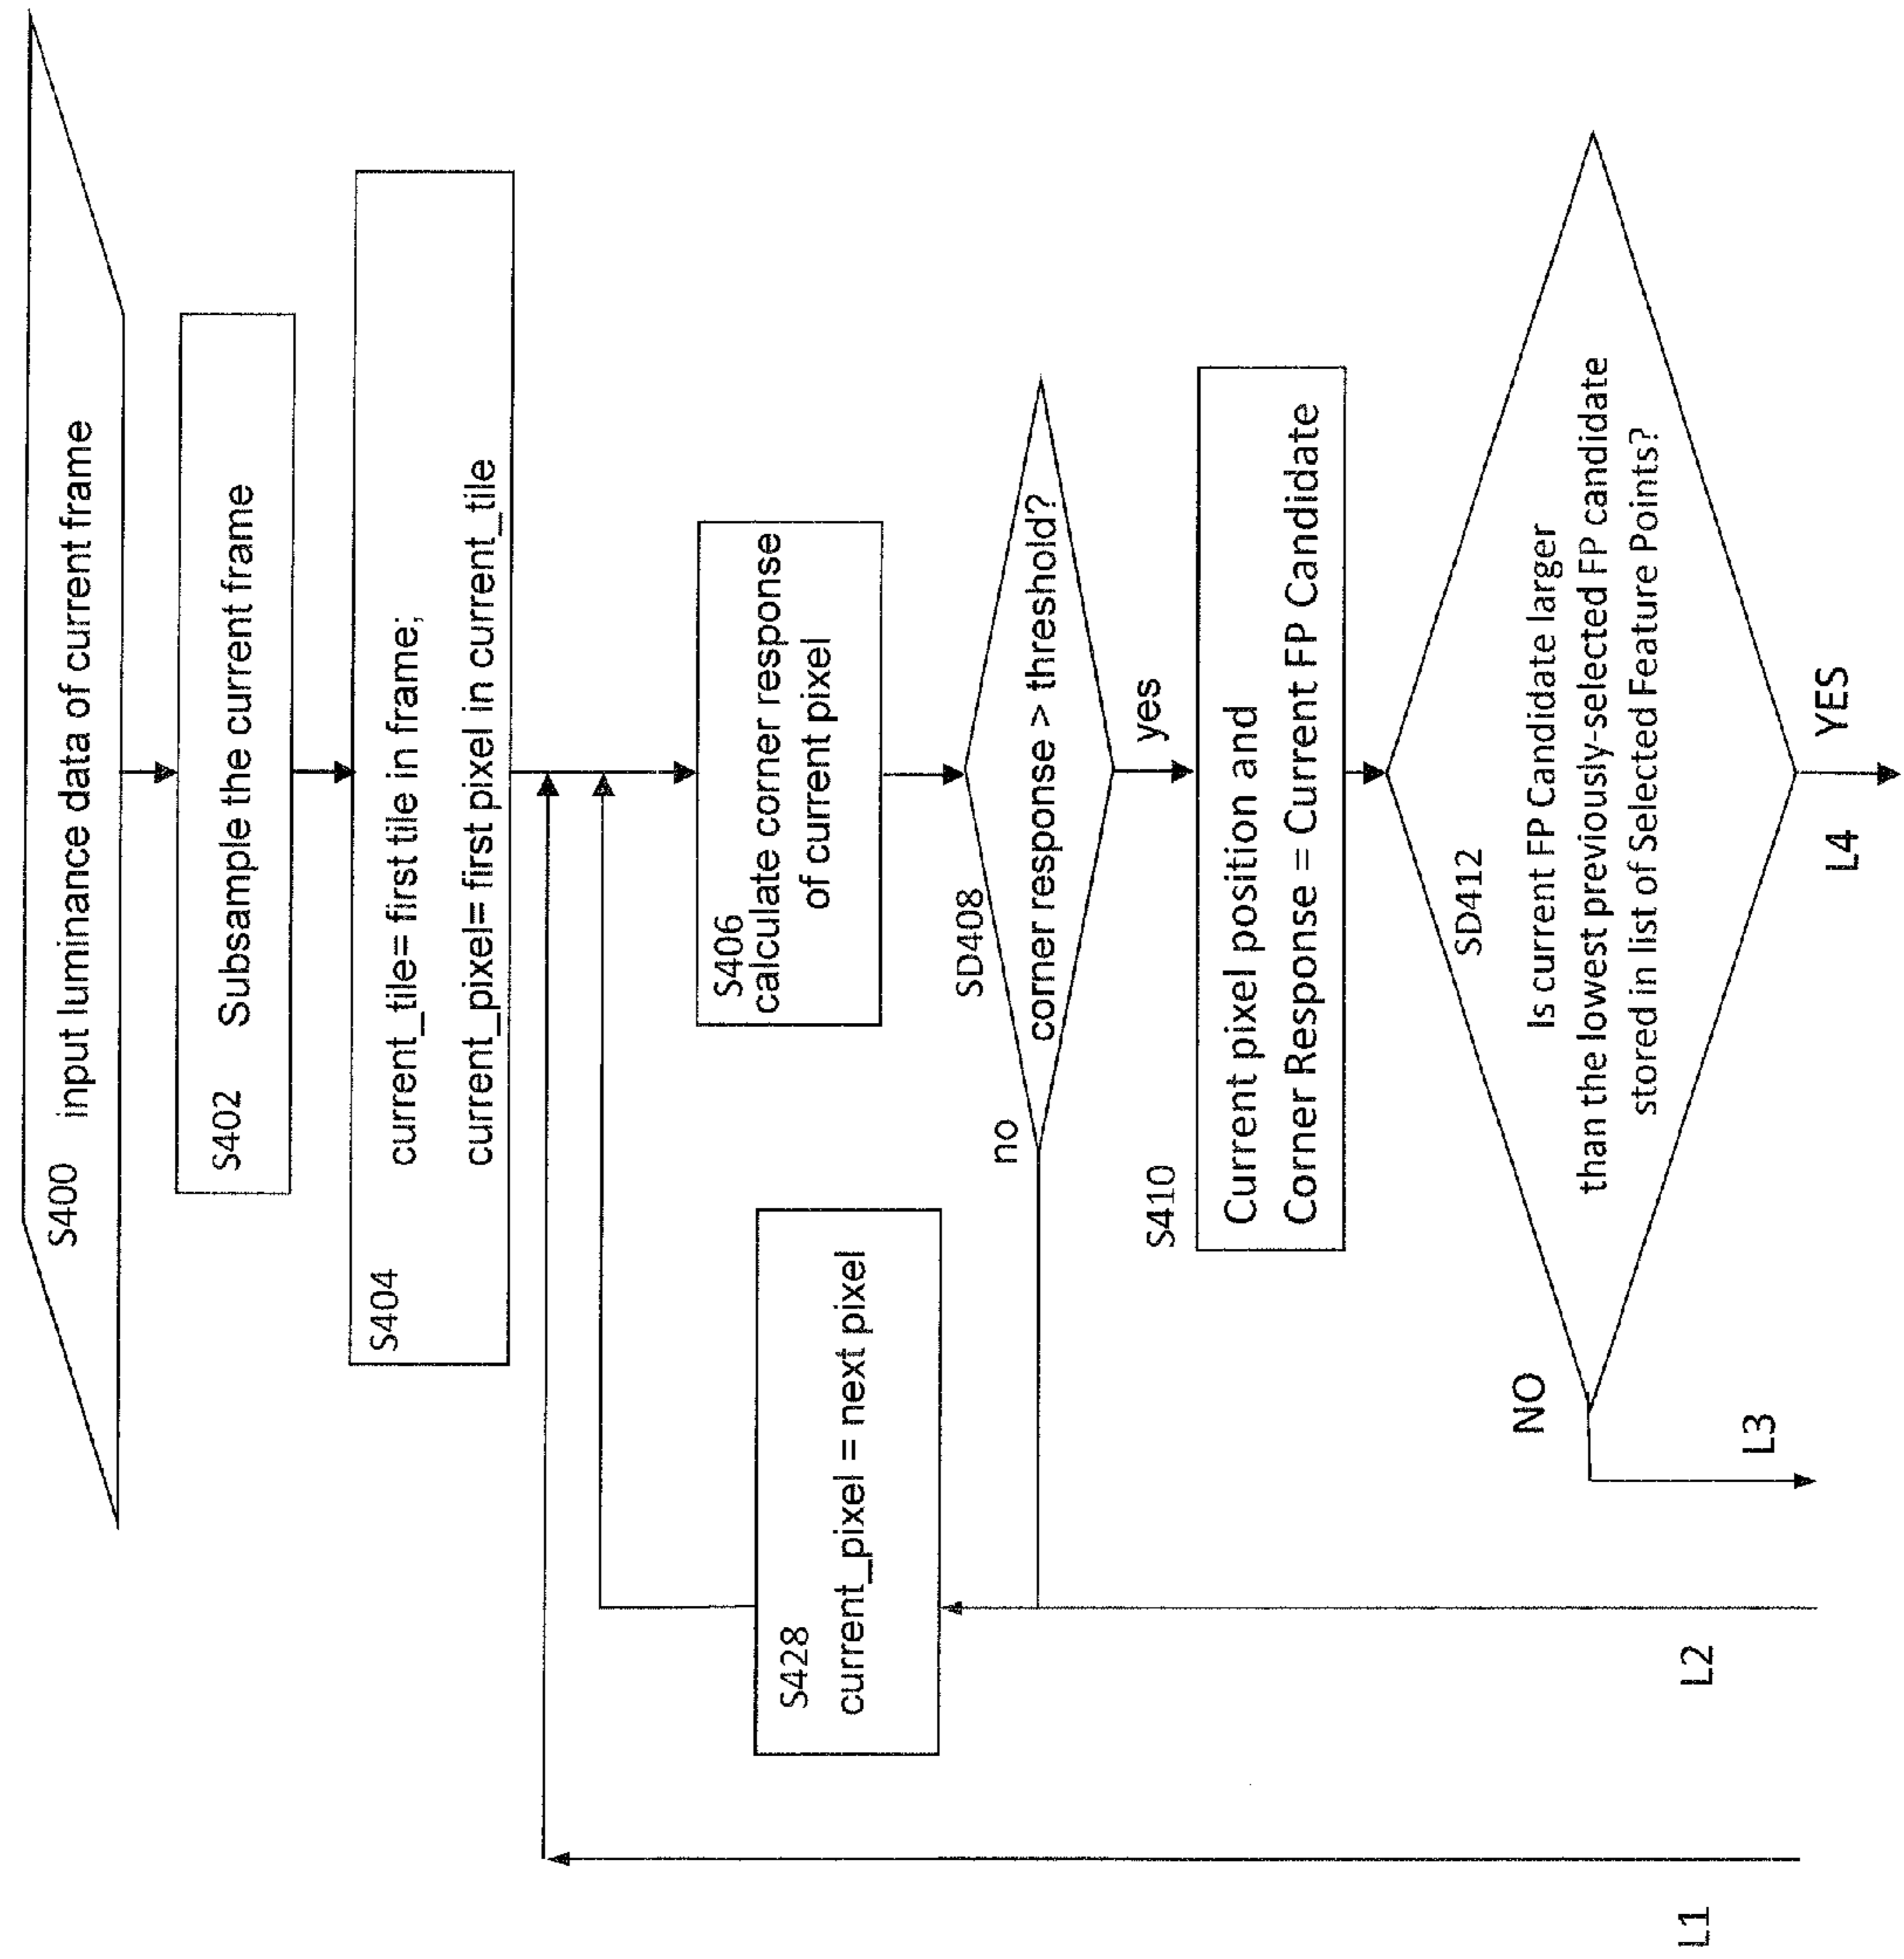 S400 input luminance data of current frame
S402 Subsample the current frame
S404
current_tile= first tile in frame;
current_pixel= first pixel in current_tile
S406
calculate corner response
of current pixel
SD408
corner response > threshold?
no
yes
S428
current_pixel = next pixel
S410
Current pixel position and
Corner Response = Current FP Candidate
SD412
Is current FP Candidate larger
than the lowest previously-selected FP candidate
stored in list of Selected Feature Points?
NO
YES
L1
L2
L3
L4